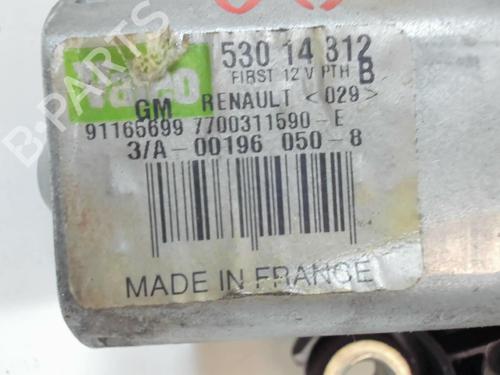 Valeo
530 14 312
FIRST 12 V PTH B
GM RENAULT <029>
91165699 7700311590-E
3/A-00196 050-8
MADE IN FRANCE
B-PARTS